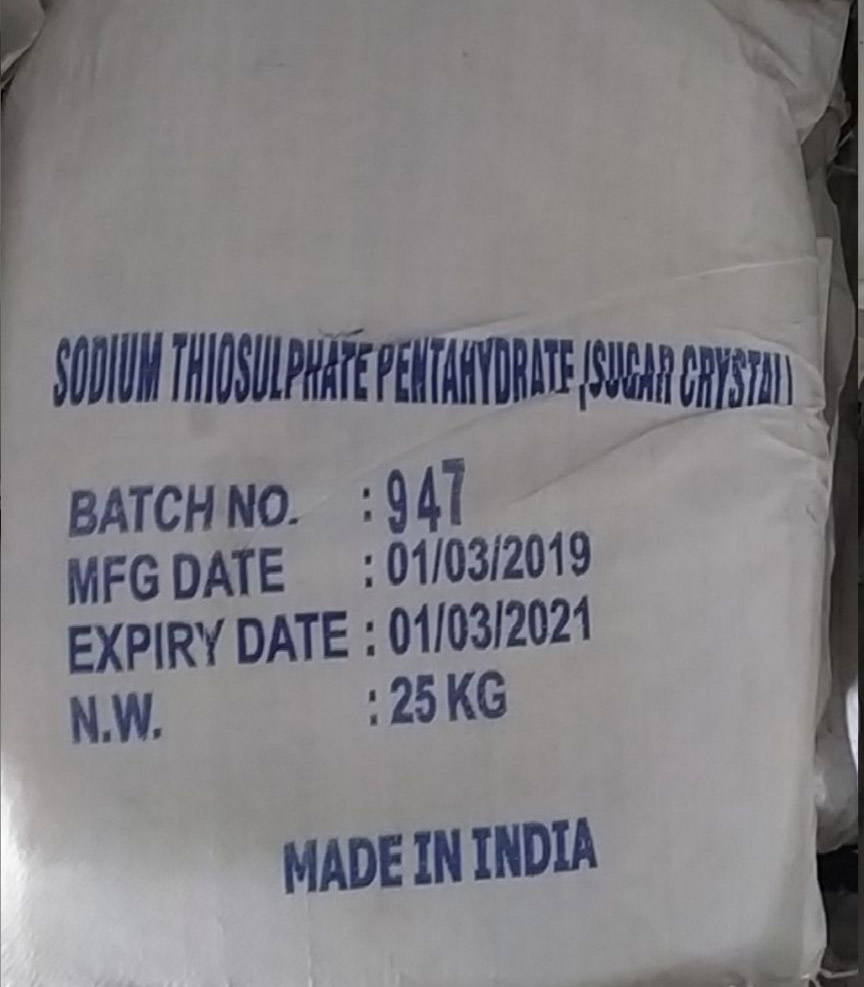 SODIUM THIOSULPHATE PENTAHYDRATE (SUGAR CRYSTAL)
BATCH NO. : 947
MFG DATE : 01/03/2019
EXPIRY DATE : 01/03/2021
N.W. : 25 KG
MADE IN INDIA